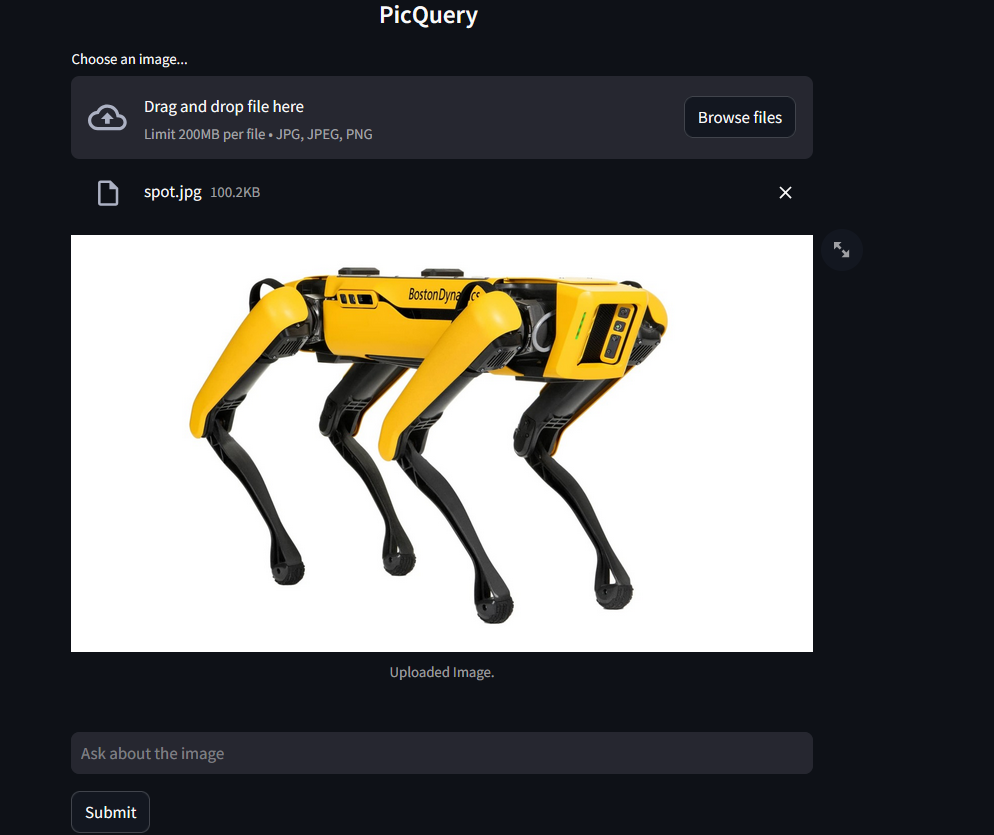 PicQuery
Choose an image...
Drag and drop file here
Limit 200MB per file • JPG, JPEG, PNG
Browse files
spot.jpg 100.2KB
Uploaded Image.
Ask about the image
Submit